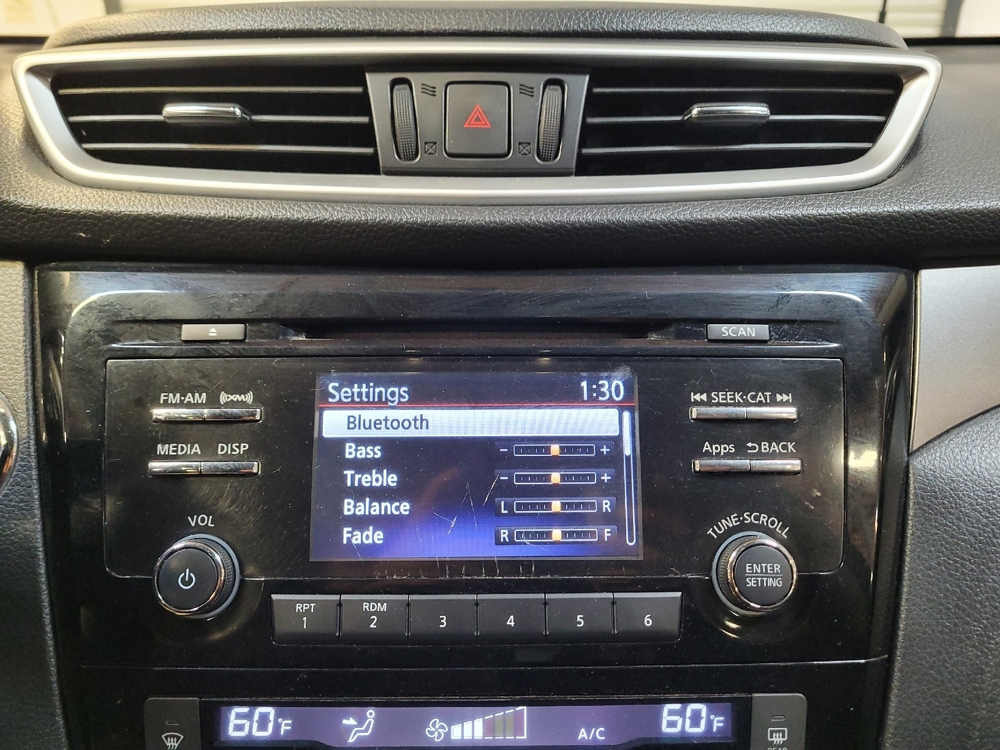 SCAN
Settings 1:30
FM·AM ((XM)) SEEK·CAT
Bluetooth
MEDIA DISP Apps BACK
Bass - +
Treble - +
Balance L R
Fade R F
VOL TUNE·SCROLL
ENTER
SETTING
RPT RDM
1 2 3 4 5 6
60°F A/C 60°F